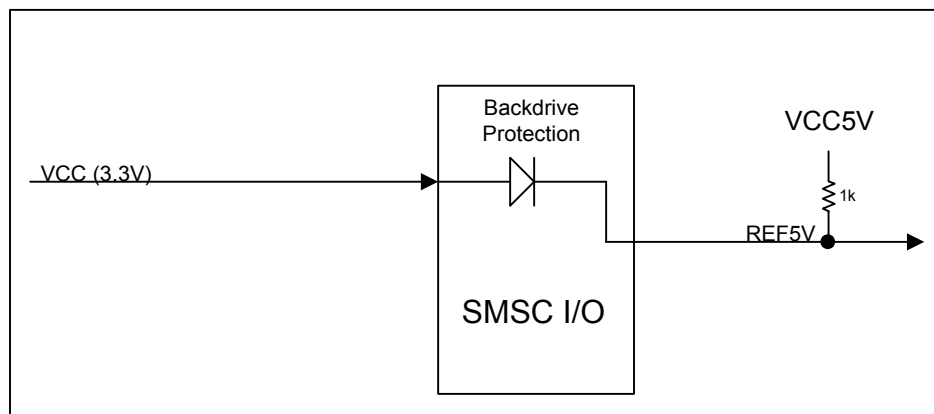 Backdrive
Protection
VCC5V
VCC (3.3V)
1k
REF5V
SMSC I/O